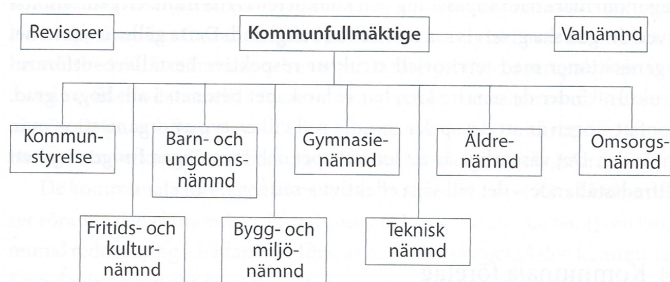 Revisorer
Kommunfullmäktige
Valnämnd
Kommun-
styrelse
Barn- och
ungdoms-
nämnd
Gymnasie-
nämnd
Äldre-
nämnd
Omsorgs-
nämnd
Fritids- och
kultur-
nämnd
Bygg- och
miljö-
nämnd
Teknisk
nämnd